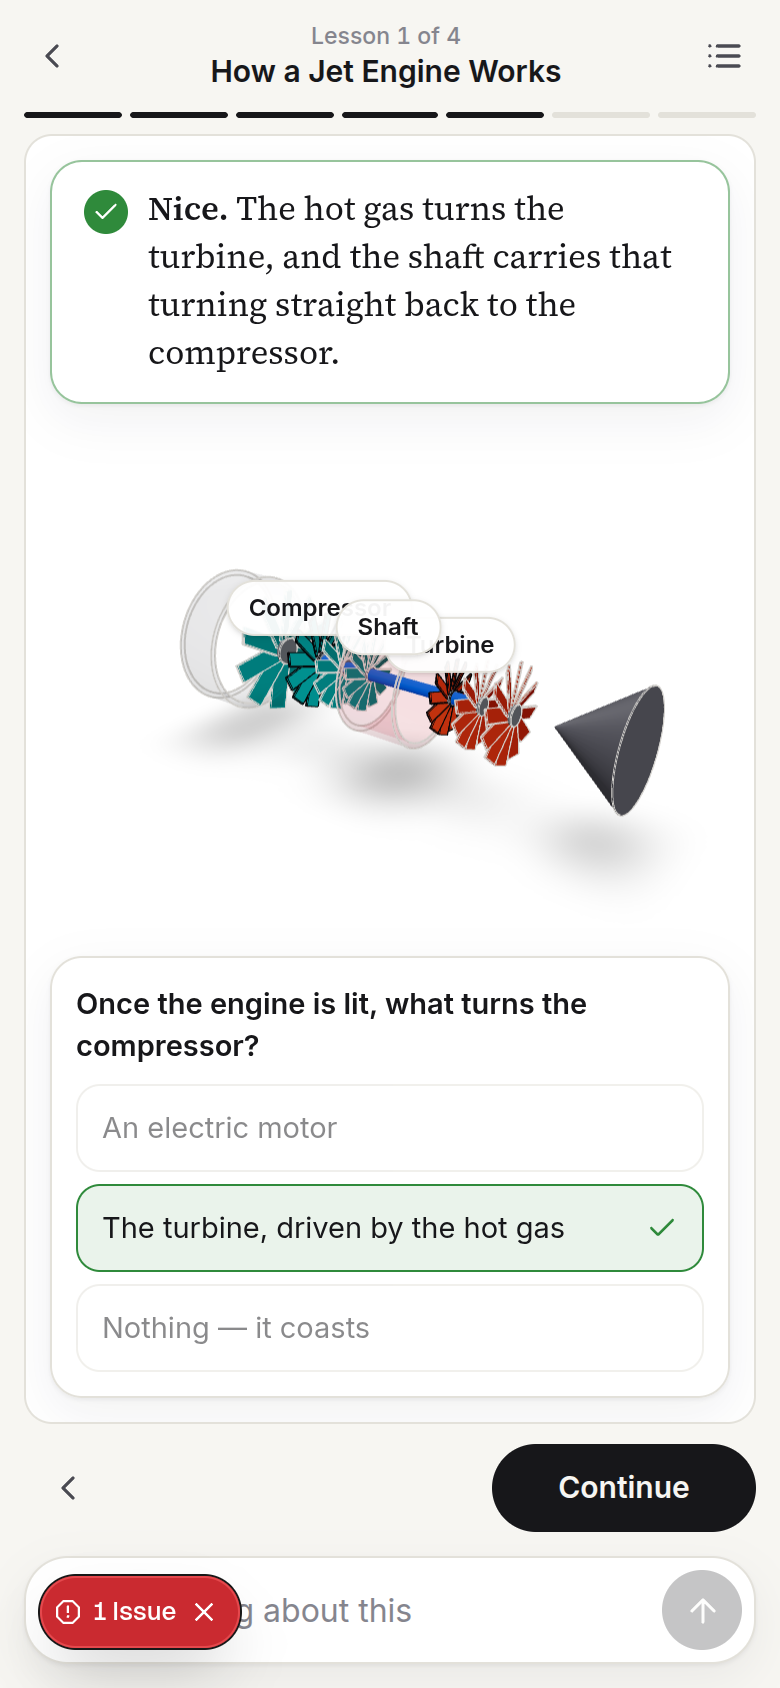 Lesson 1 of 4
How a Jet Engine Works
Nice. The hot gas turns the
turbine, and the shaft carries that
turning straight back to the
compressor.
Compressor
Shaft
urbine
Once the engine is lit, what turns the
compressor?
An electric motor
The turbine, driven by the hot gas
Nothing — it coasts
Continue
1 Issue
g about this